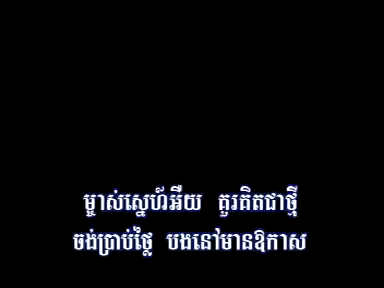 ម្ចាស់ស្នេហ៍អឺយ គួរគិតជាថ្មី
ចង់ប្រាប់ថ្លៃ បងនៅមានឱកាស